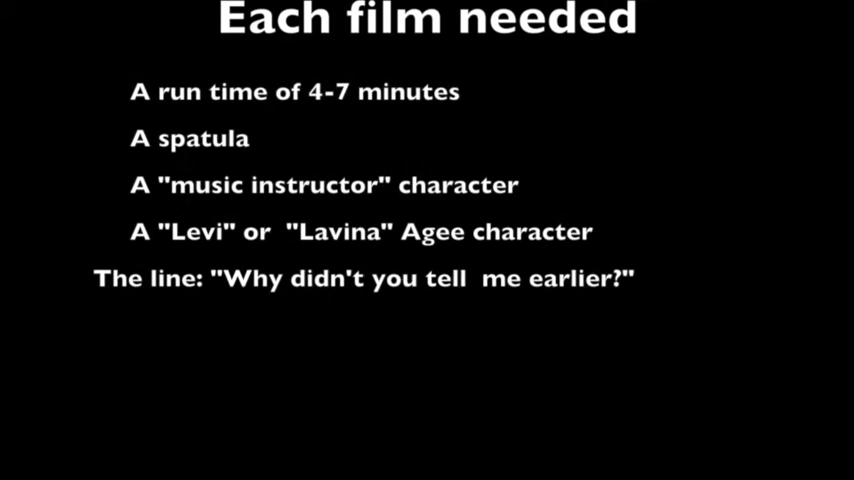 Each film needed
A run time of 4-7 minutes
A spatula
A "music instructor" character
A "Levi" or  "Lavina" Agee character
The line: "Why didn't you tell  me earlier?"